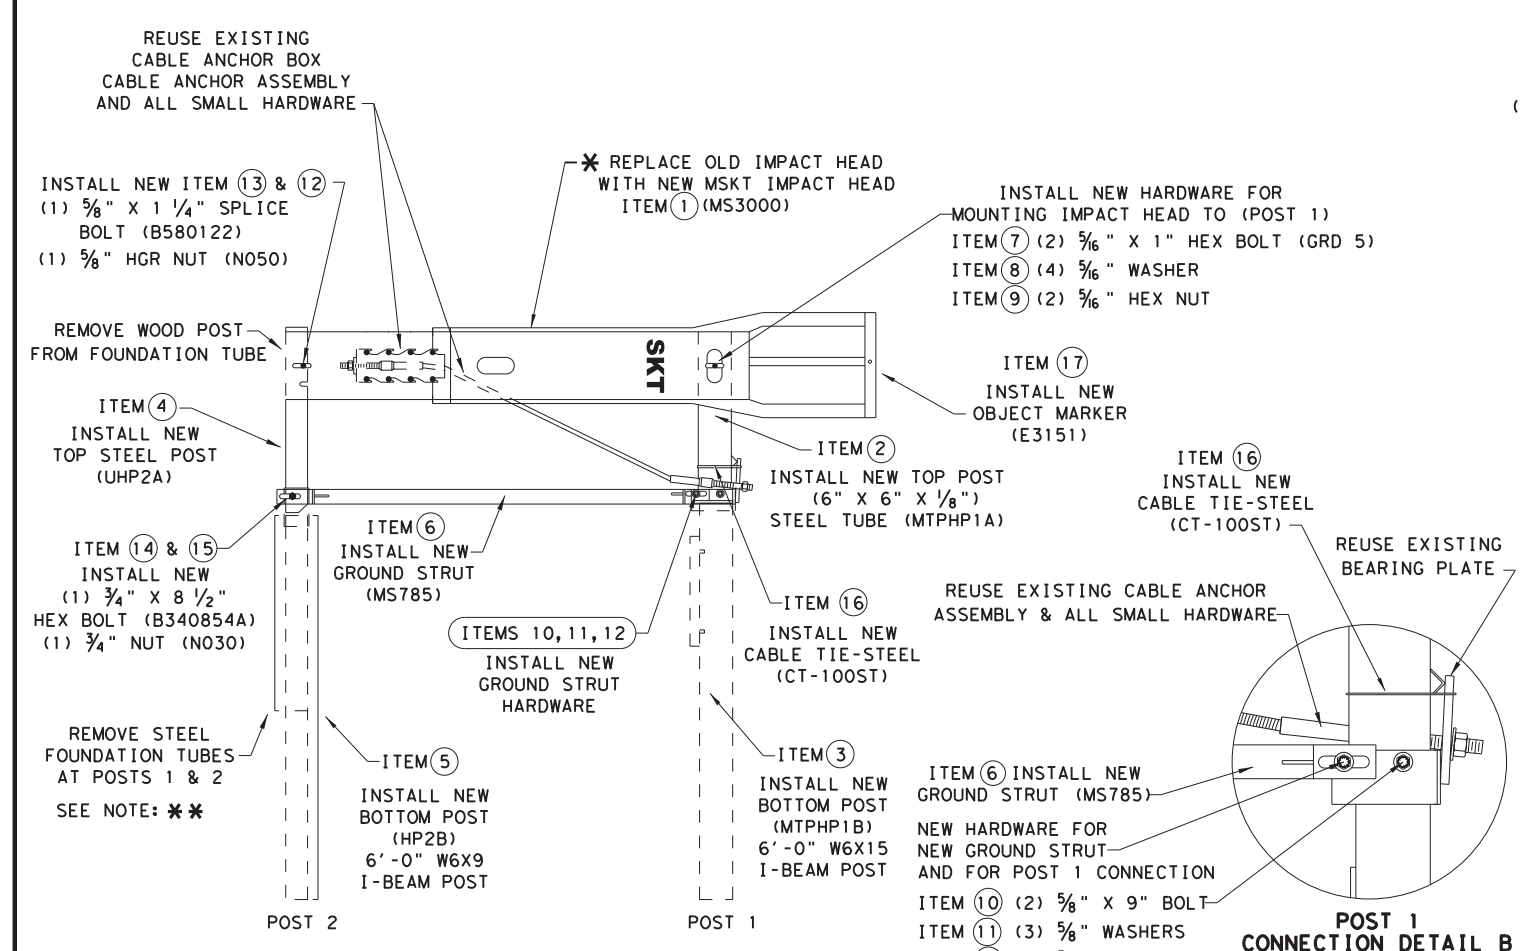 REUSE EXISTING
CABLE ANCHOR BOX
CABLE ANCHOR ASSEMBLY
AND ALL SMALL HARDWARE
INSTALL NEW ITEM 13 & 12
(1) 5/8" X 1 1/4" SPLICE
BOLT (B580122)
(1) 5/8" HGR NUT (N050)
* REPLACE OLD IMPACT HEAD
WITH NEW MSKT IMPACT HEAD
ITEM 1 (MS3000)
INSTALL NEW HARDWARE FOR
MOUNTING IMPACT HEAD TO (POST 1)
ITEM 7 (2) 5/16" X 1" HEX BOLT (GRD 5)
ITEM 8 (4) 5/16" WASHER
ITEM 9 (2) 5/16" HEX NUT
REMOVE WOOD POST
FROM FOUNDATION TUBE
SKT
ITEM 17
INSTALL NEW
OBJECT MARKER
(E3151)
ITEM 4
INSTALL NEW
TOP STEEL POST
(UHP2A)
ITEM 2
INSTALL NEW TOP POST
(6" X 6" X 1/8")
STEEL TUBE (MTPHP1A)
ITEM 16
INSTALL NEW
CABLE TIE-STEEL
(CT-100ST)
REUSE EXISTING
BEARING PLATE
ITEM 14 & 15
INSTALL NEW
(1) 3/4" X 8 1/2"
HEX BOLT (B340854A)
(1) 3/4" NUT (N030)
ITEM 6
INSTALL NEW
GROUND STRUT
(MS785)
ITEMS 10, 11, 12
INSTALL NEW
GROUND STRUT
HARDWARE
ITEM 16
INSTALL NEW
CABLE TIE-STEEL
(CT-100ST)
REUSE EXISTING CABLE ANCHOR
ASSEMBLY & ALL SMALL HARDWARE
REMOVE STEEL
FOUNDATION TUBES
AT POSTS 1 & 2
SEE NOTE: **
ITEM 5
INSTALL NEW
BOTTOM POST
(HP2B)
6'-0" W6X9
I-BEAM POST
ITEM 3
INSTALL NEW
BOTTOM POST
(MTPHP1B)
6'-0" W6X15
I-BEAM POST
ITEM 6 INSTALL NEW
GROUND STRUT (MS785)
NEW HARDWARE FOR
NEW GROUND STRUT
AND FOR POST 1 CONNECTION
ITEM 10 (2) 5/8" X 9" BOLT
ITEM 11 (3) 5/8" WASHERS
POST 2
POST 1
POST 1
CONNECTION DETAIL B